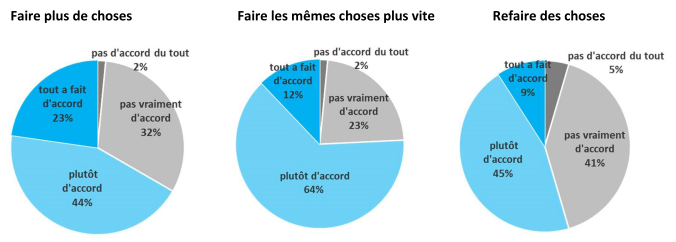 Faire plus de choses
pas d'accord du tout
2%
tout a fait
d'accord
23%
pas vraiment
d'accord
32%
plutôt
d'accord
44%
Faire les mêmes choses plus vite
pas d'accord du tout
2%
tout a fait
d'accord
12%
pas vraiment
d'accord
23%
plutôt d'accord
64%
Refaire des choses
pas d'accord du tout
5%
tout a fait
d'accord
9%
pas vraiment
d'accord
41%
plutôt
d'accord
45%